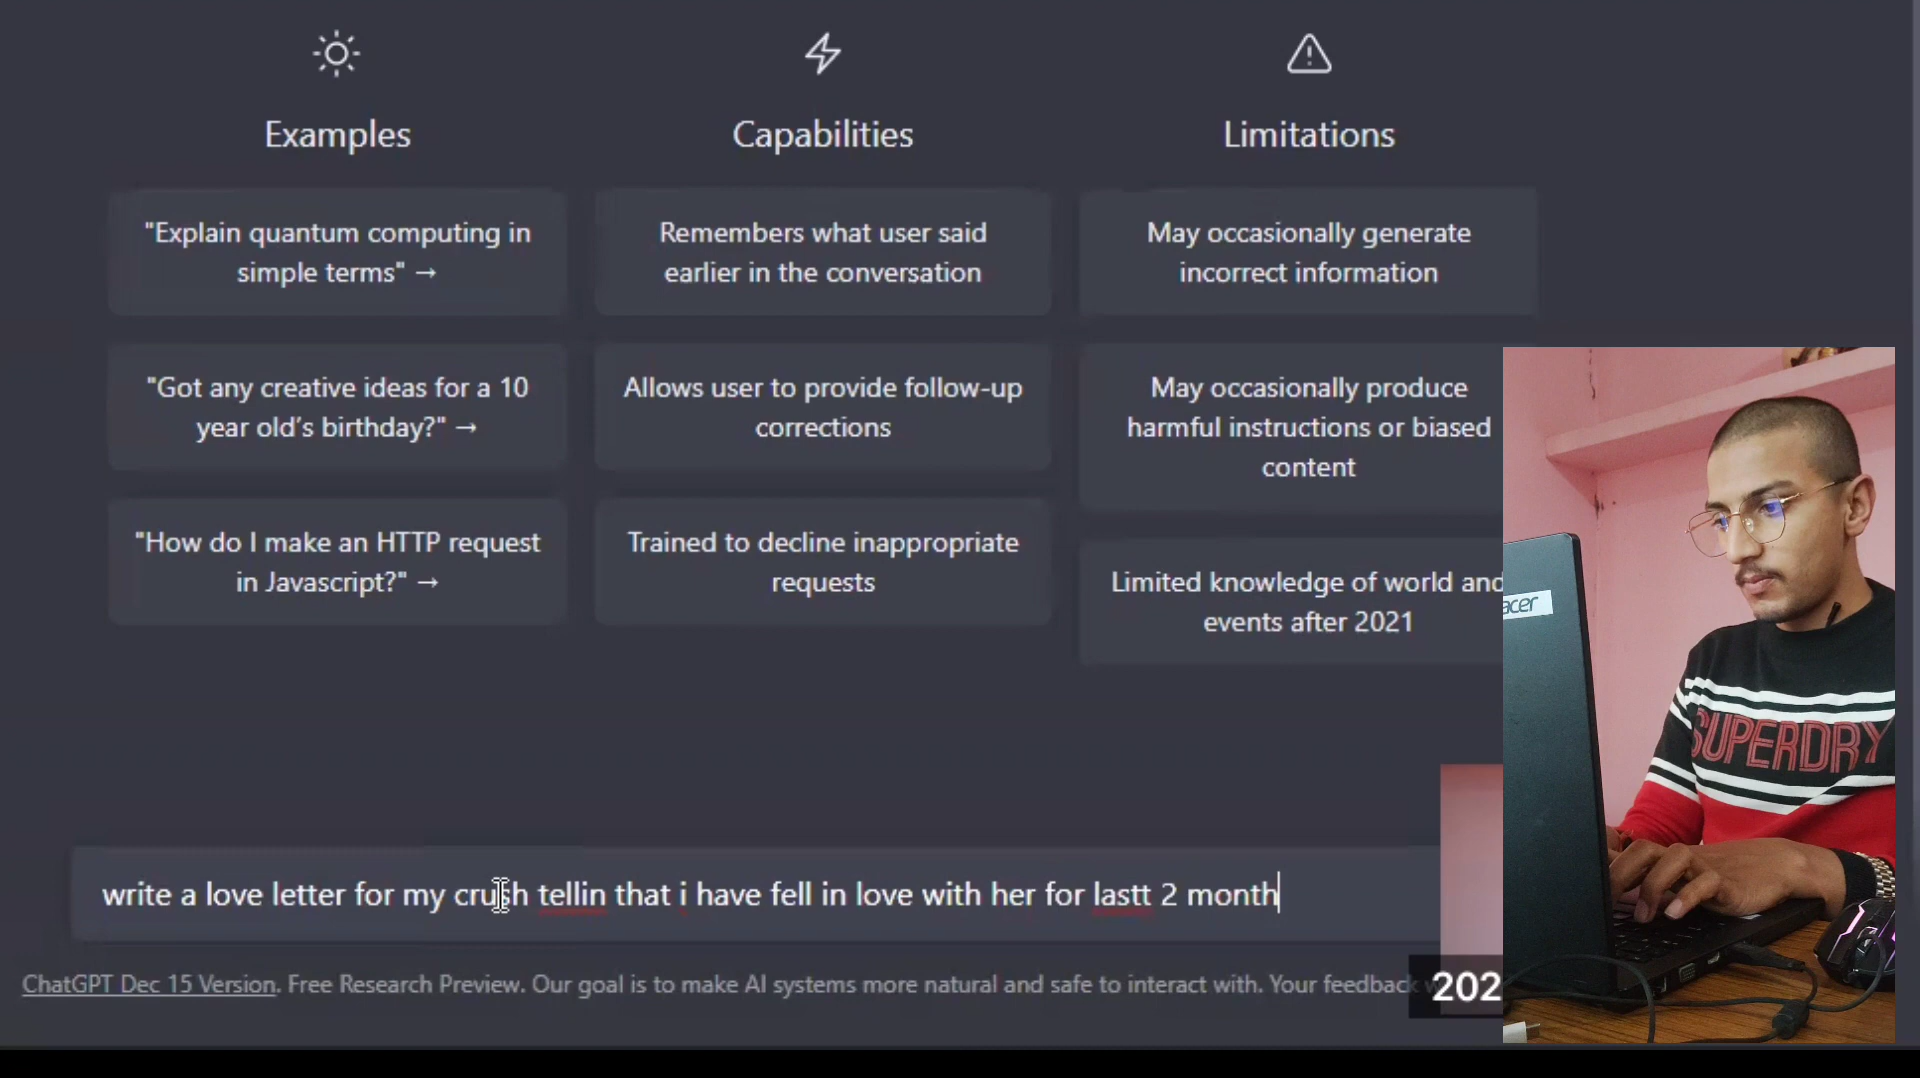 Examples
Capabilities
Limitations
"Explain quantum computing in
simple terms" →
Remembers what user said
earlier in the conversation
May occasionally generate
incorrect information
"Got any creative ideas for a 10
year old's birthday?" →
Allows user to provide follow-up
corrections
May occasionally produce
harmful instructions or biased
content
"How do I make an HTTP request
in Javascript?" →
Trained to decline inappropriate
requests
Limited knowledge of world and
events after 2021
acer
SUPERDRY
write a love letter for my crush tellin that i have fell in love with her for lastt 2 month
ChatGPT Dec 15 Version. Free Research Preview. Our goal is to make AI systems more natural and safe to interact with. Your feedback
202